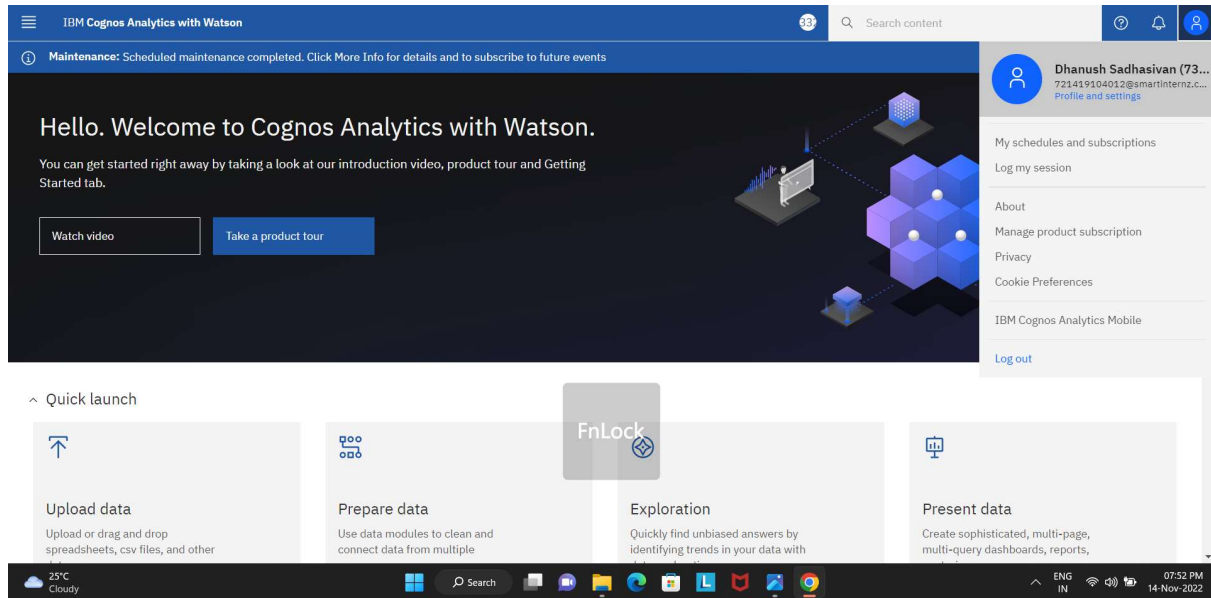 IBM Cognos Analytics with Watson
Search content
Maintenance: Scheduled maintenance completed. Click More Info for details and to subscribe to future events
Dhanush Sadhasivan (73...
721419104012@smartinternz.c...
Profile and settings
Hello. Welcome to Cognos Analytics with Watson.
You can get started right away by taking a look at our introduction video, product tour and Getting
Started tab.
Watch video
Take a product tour
My schedules and subscriptions
Log my session
About
Manage product subscription
Privacy
Cookie Preferences
IBM Cognos Analytics Mobile
Log out
Quick launch
FnLock
Upload data
Upload or drag and drop
spreadsheets, csv files, and other
Prepare data
Use data modules to clean and
connect data from multiple
Exploration
Quickly find unbiased answers by
identifying trends in your data with
Present data
Create sophisticated, multi-page,
multi-query dashboards, reports,
25°C
Cloudy
Search
L
ENG
IN
07:52 PM
14-Nov-2022